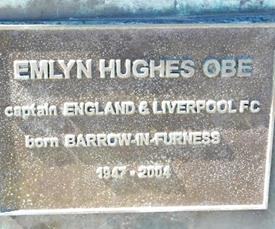 EMLYN HUGHES OBE
captain ENGLAND & LIVERPOOL FC
born BARROW-IN-FURNESS
1947 • 2004